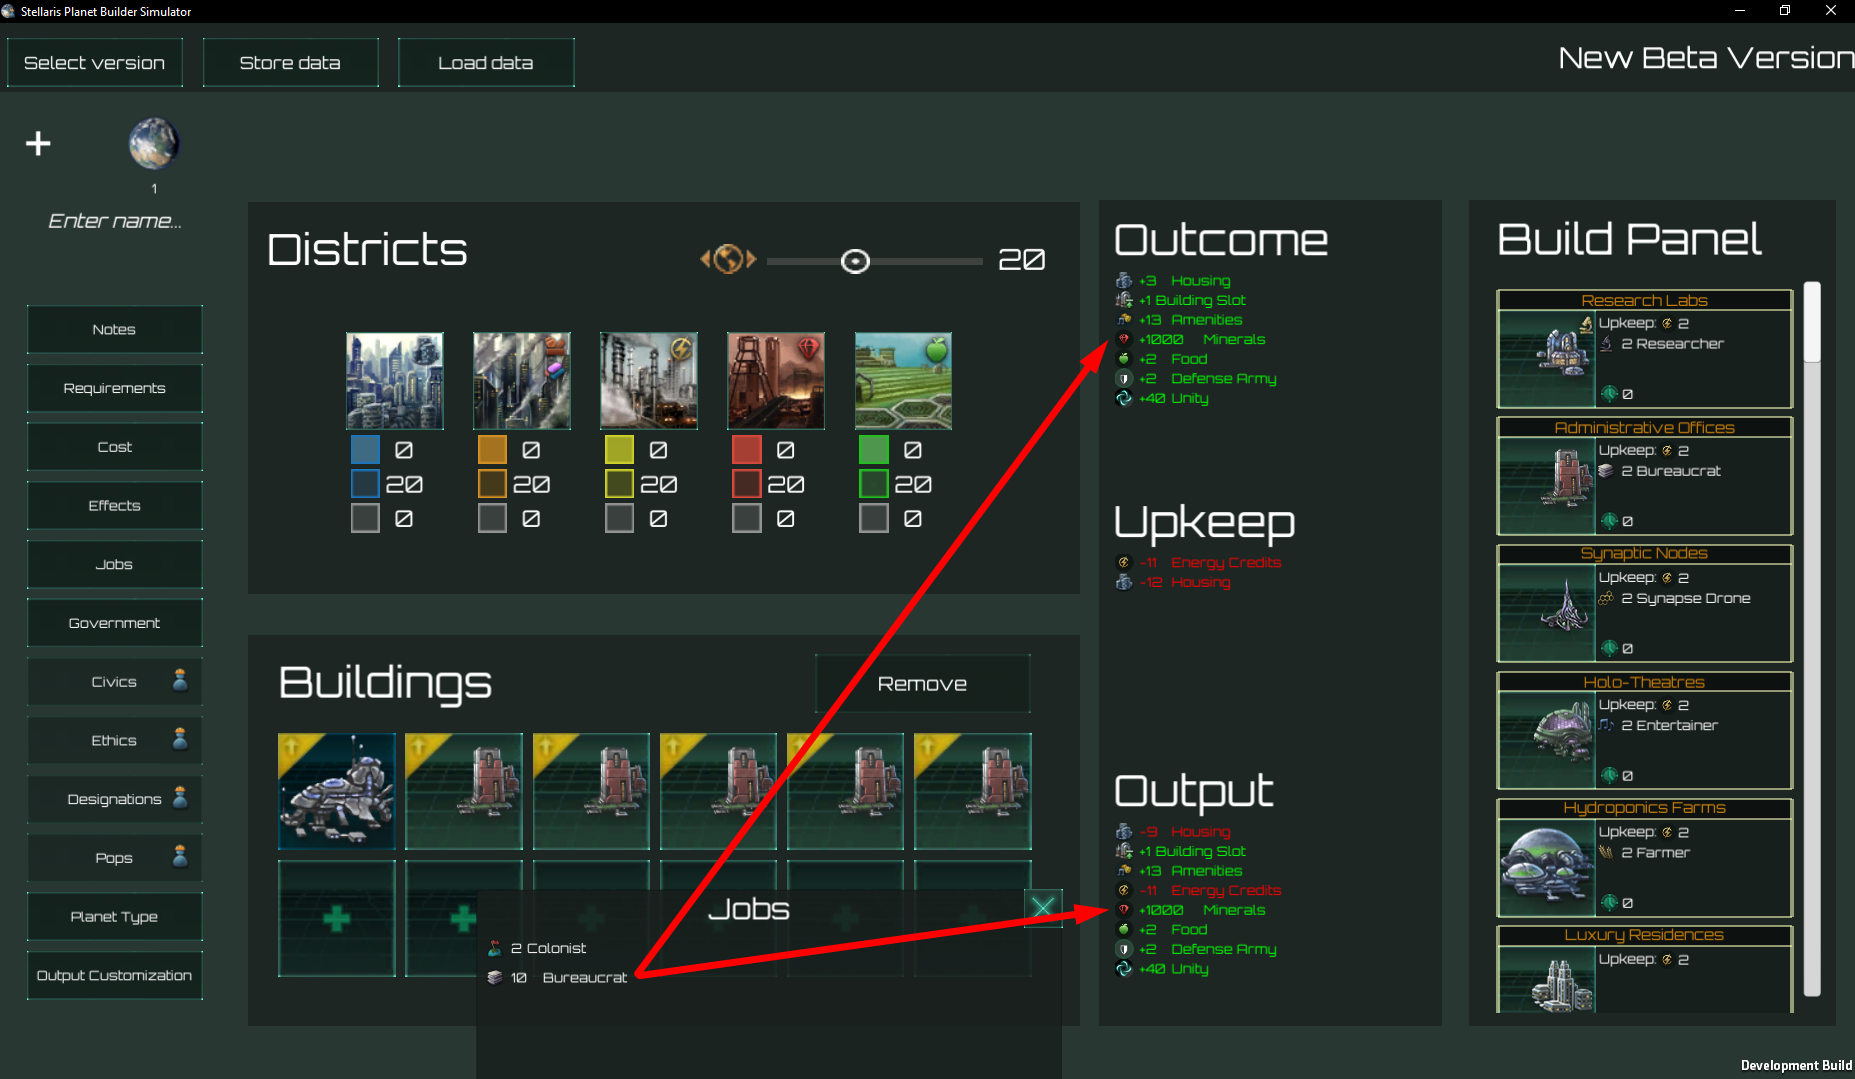 Stellaris Planet Builder Simulator
Select version
Store data
Load data
New Beta Version
1
Enter name...
Notes
Requirements
Cost
Effects
Jobs
Government
Civics
Ethics
Designations
Pops
Planet Type
Output Customization
Districts
20
0 0 0 0 0
20 20 20 20 20
0 0 0 0 0
Buildings
Remove
Jobs
2 Colonist
10 Bureaucrat
Outcome
+3 Housing
+1 Building Slot
+13 Amenities
+1000 Minerals
+2 Food
+2 Defense Army
+40 Unity
Upkeep
-11 Energy Credits
-12 Housing
Output
-9 Housing
+1 Building Slot
+13 Amenities
-11 Energy Credits
+1000 Minerals
+2 Food
+2 Defense Army
+40 Unity
Build Panel
Research Labs
Upkeep: 2
2 Researcher
0
Administrative Offices
Upkeep: 2
2 Bureaucrat
0
Synaptic Nodes
Upkeep: 2
2 Synapse Drone
0
Holo-Theatres
Upkeep: 2
2 Entertainer
0
Hydroponics Farms
Upkeep: 2
2 Farmer
0
Luxury Residences
Upkeep: 2
Development Build